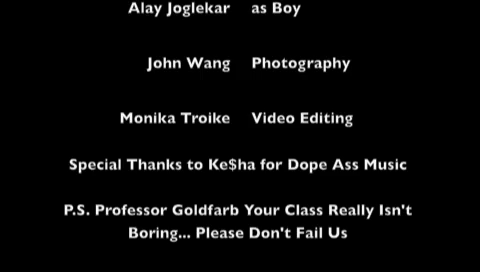 Alay Joglekar as Boy
John Wang Photography
Monika Troike Video Editing
Special Thanks to Ke$ha for Dope Ass Music
P.S. Professor Goldfarb Your Class Really Isn't
Boring... Please Don't Fail Us